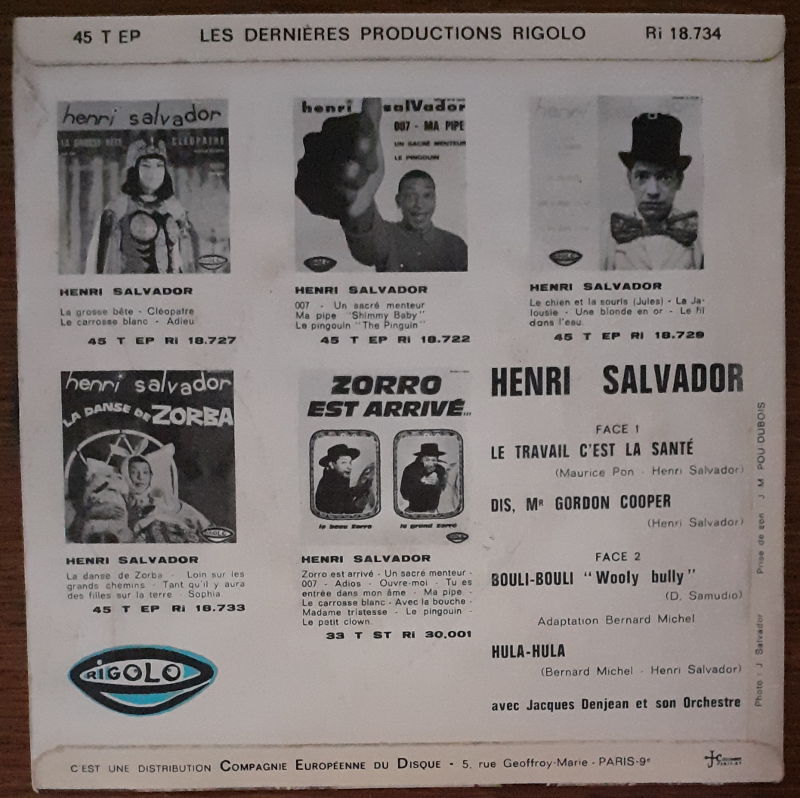 45 T EP LES DERNIÈRES PRODUCTIONS RIGOLO Ri 18.734
henri salvador
LA GROSSE BÊTE CLÉOPATRE
RIGOLO
HENRI SALVADOR
La grosse bête - Cléopatre
Le carrosse blanc - Adieu
45 T EP Ri 18.727
henri salvador
007 - MA PIPE
UN SACRÉ MENTEUR
LE PINGOUIN
RIGOLO
HENRI SALVADOR
007 - Un sacré menteur
Ma pipe "Shimmy Baby"
Le pingouin "The Pinguin"
45 T EP Ri 18.722
henri salvador
RIGOLO
HENRI SALVADOR
Le chien et la souris (Jules) - La Ja-
lousie - Une blonde en or - Le fil
dans l'eau
45 T EP Ri 18.729
henri salvador
LA DANSE DE ZORBA
RIGOLO
HENRI SALVADOR
La danse de Zorba - Loin sur les
grands chemins - Tant qu'il y aura
des filles sur la terre - Sophia
45 T EP Ri 18.733
ZORRO
EST ARRIVÉ...
le beau Zorro le grand Zorro
HENRI SALVADOR
Zorro est arrivé - Un sacré menteur -
007 - Adios - Ouvre-moi - Tu es
entrée dans mon âme - Ma pipe -
Le carrosse blanc - Avec la bouche -
Madame tristesse - Le pingouin -
Le petit clown
33 T ST Ri 30.001
HENRI SALVADOR
FACE 1
LE TRAVAIL C'EST LA SANTÉ
(Maurice Pon - Henri Salvador)
DIS, Mr GORDON COOPER
(Henri Salvador)
FACE 2
BOULI-BOULI "Wooly bully"
(D. Samudio)
Adaptation Bernard Michel
HULA-HULA
(Bernard Michel - Henri Salvador)
avec Jacques Denjean et son Orchestre
Photo : J. Salvador Prise de son J M POU DUBOIS
RIGOLO
C'EST UNE DISTRIBUTION COMPAGNIE EUROPÉENNE DU DISQUE - 5, rue Geoffroy-Marie - PARIS-9e